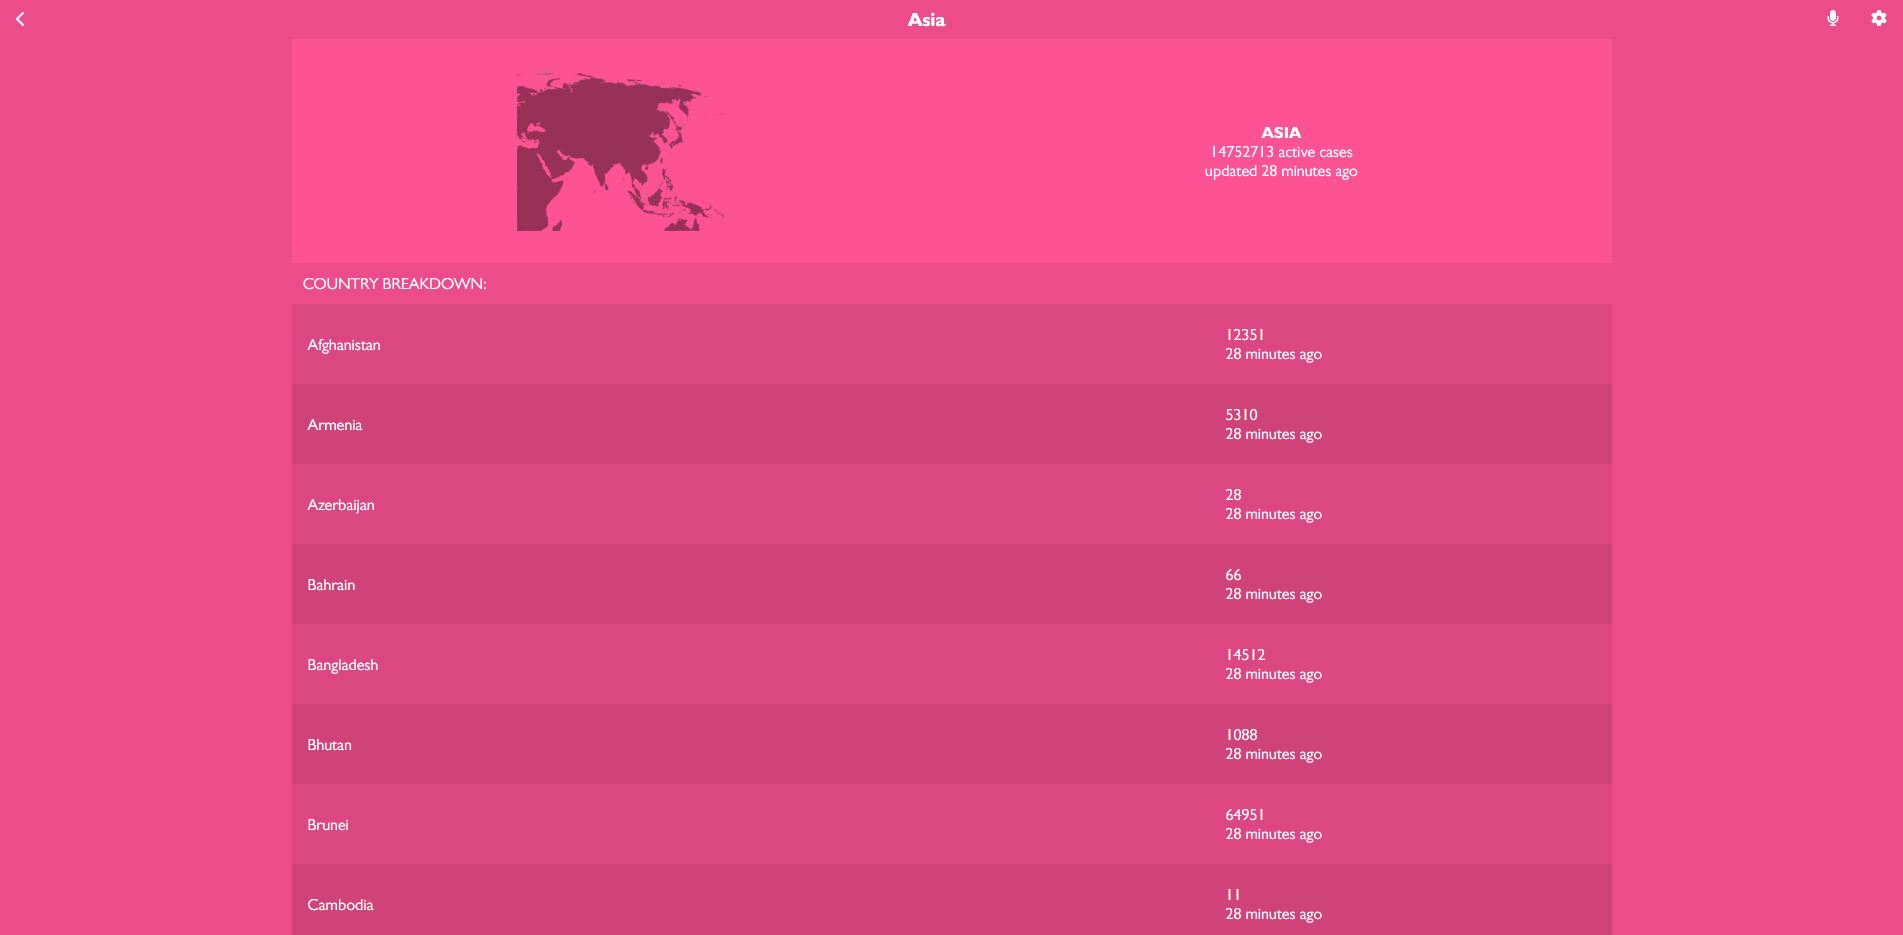 Asia
ASIA
14752713 active cases
updated 28 minutes ago
COUNTRY BREAKDOWN:
Afghanistan
12351
28 minutes ago
Armenia
5310
28 minutes ago
Azerbaijan
28
28 minutes ago
Bahrain
66
28 minutes ago
Bangladesh
14512
28 minutes ago
Bhutan
1088
28 minutes ago
Brunei
64951
28 minutes ago
Cambodia
11
28 minutes ago